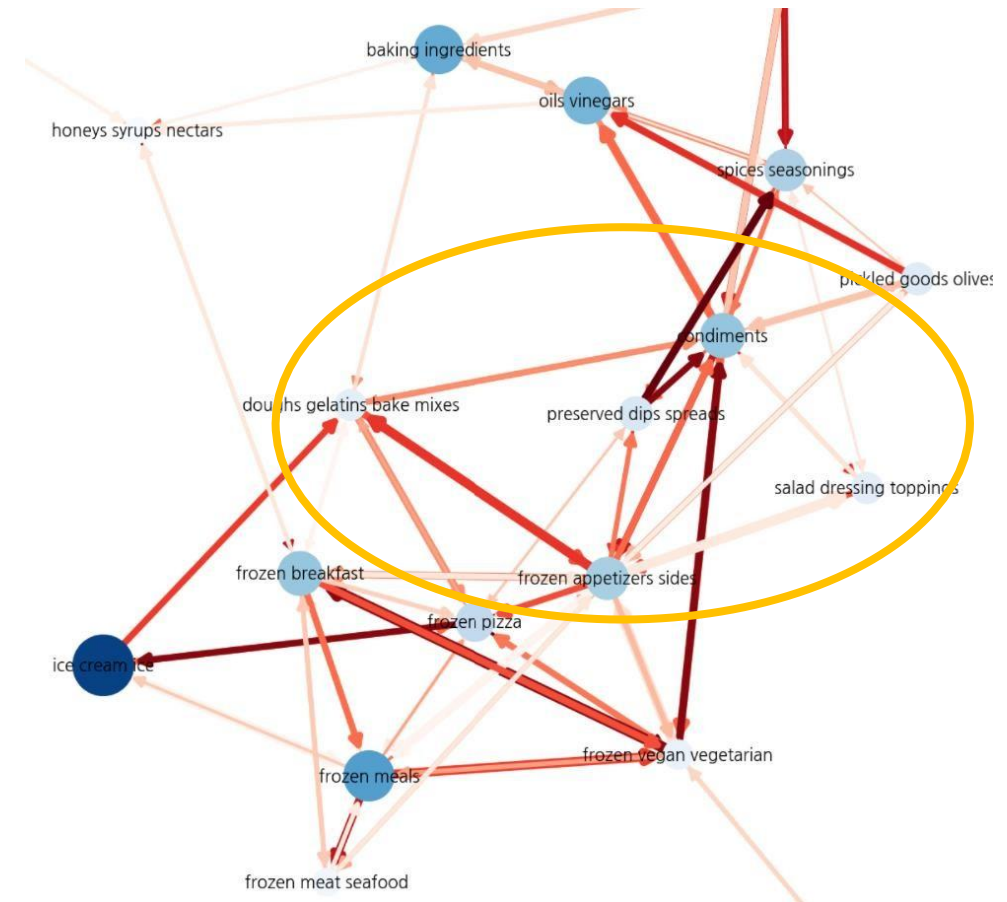 baking ingredients
oils vinegars
honeys syrups nectars
spices seasonings
pickled goods olives
condiments
doughs gelatins bake mixes
preserved dips spreads
salad dressing toppings
frozen breakfast
frozen appetizers sides
frozen pizza
ice cream ice
frozen vegan vegetarian
frozen meals
frozen meat seafood